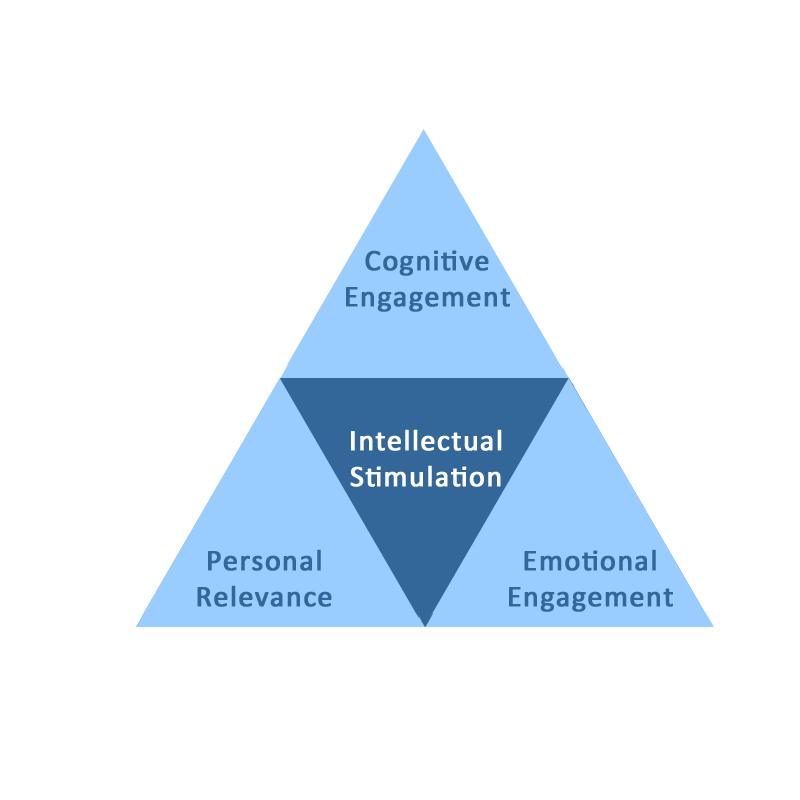 Cognitive
Engagement
Intellectual
Stimulation
Personal
Relevance
Emotional
Engagement